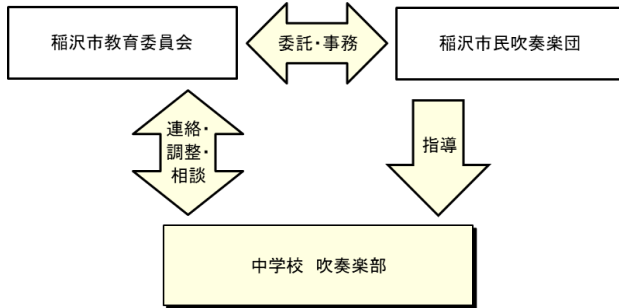 稲沢市教育委員会
委託・事務
稲沢市民吹奏楽団
連絡・
調整・
相談
指導
中学校 吹奏楽部